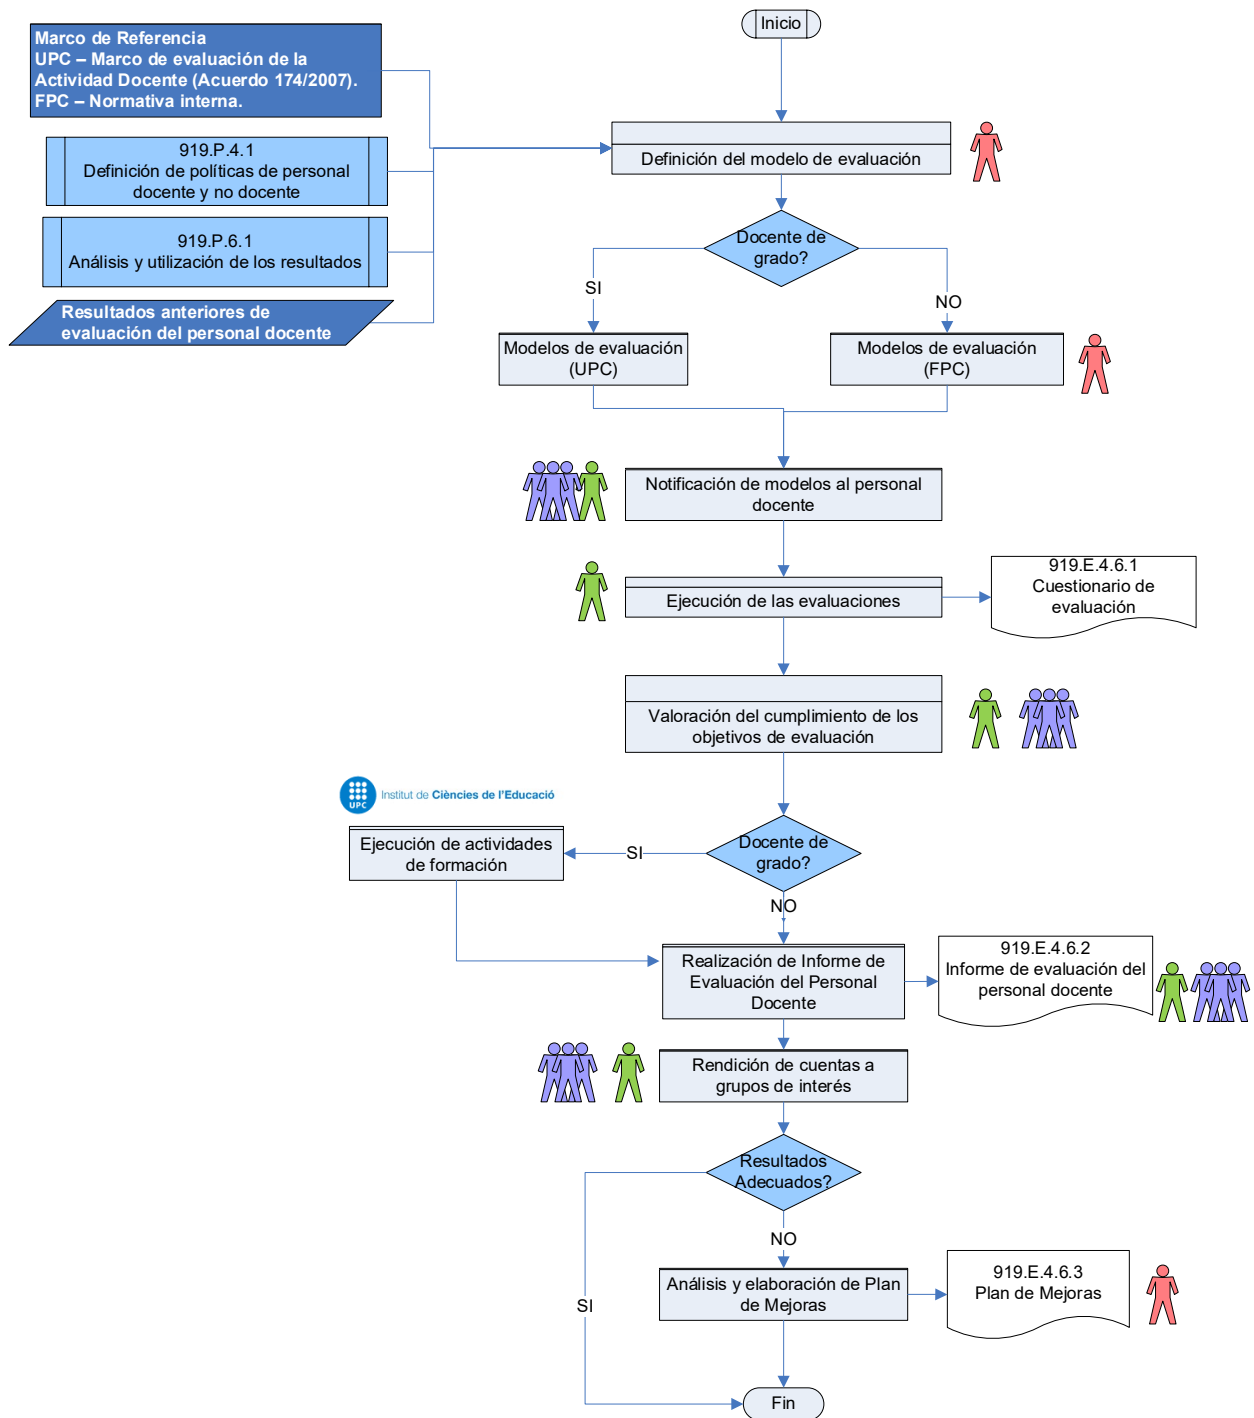 Inicio
Marco de Referencia
UPC – Marco de evaluación de la
Actividad Docente (Acuerdo 174/2007).
FPC – Normativa interna.
919.P.4.1
Definición de políticas de personal
docente y no docente
919.P.6.1
Análisis y utilización de los resultados
Resultados anteriores de
evaluación del personal docente
Definición del modelo de evaluación
Docente de
grado?
SI
NO
Modelos de evaluación
(UPC)
Modelos de evaluación
(FPC)
Notificación de modelos al personal
docente
Ejecución de las evaluaciones
919.E.4.6.1
Cuestionario de
evaluación
Valoración del cumplimiento de los
objetivos de evaluación
UPC
Institut de Ciències de l'Educació
Ejecución de actividades
de formación
SI
Docente de
grado?
NO
Realización de Informe de
Evaluación del Personal
Docente
919.E.4.6.2
Informe de evaluación del
personal docente
Rendición de cuentas a
grupos de interés
Resultados
Adecuados?
NO
SI
Análisis y elaboración de Plan
de Mejoras
919.E.4.6.3
Plan de Mejoras
Fin